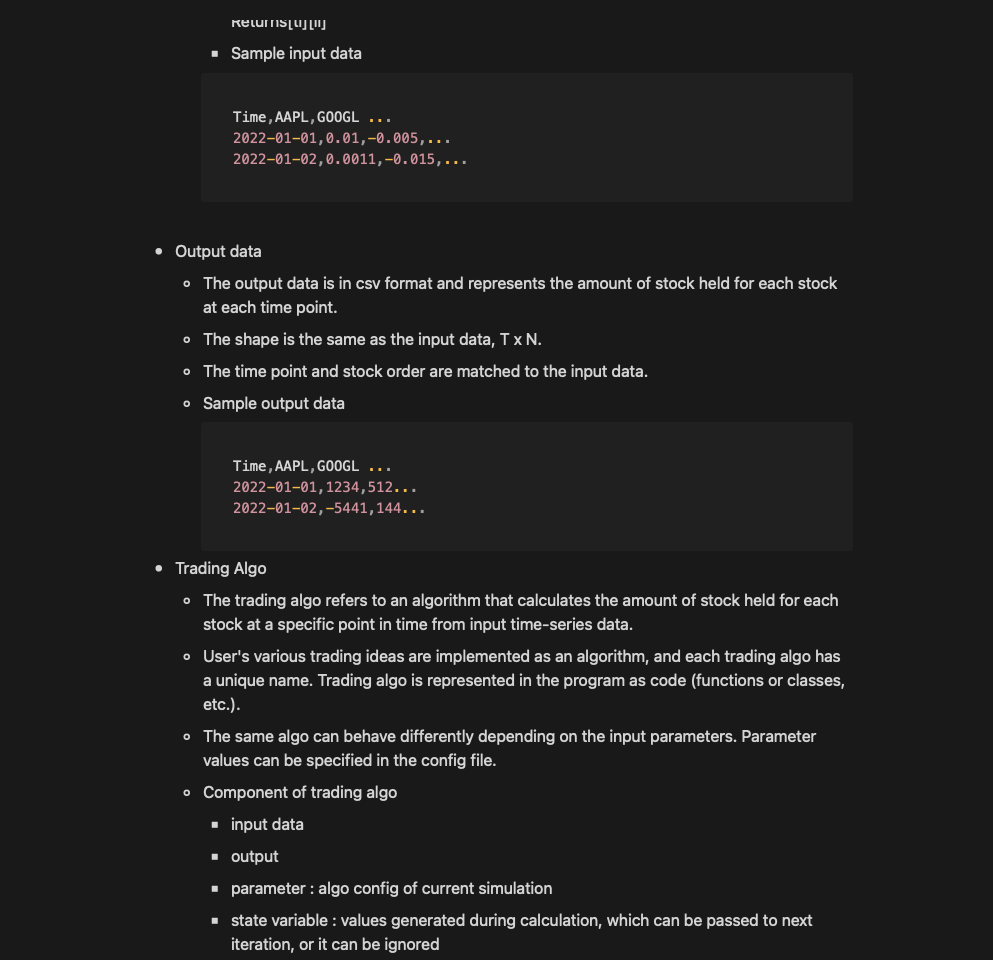 Returns[ti][ii]
Sample input data
Time,AAPL,GOOGL ...
2022-01-01,0.01,-0.005,...
2022-01-02,0.0011,-0.015,...
Output data
The output data is in csv format and represents the amount of stock held for each stock
at each time point.
The shape is the same as the input data, T x N.
The time point and stock order are matched to the input data.
Sample output data
Time,AAPL,GOOGL ...
2022-01-01,1234,512...
2022-01-02,-5441,144...
Trading Algo
The trading algo refers to an algorithm that calculates the amount of stock held for each
stock at a specific point in time from input time-series data.
User's various trading ideas are implemented as an algorithm, and each trading algo has
a unique name. Trading algo is represented in the program as code (functions or classes,
etc.).
The same algo can behave differently depending on the input parameters. Parameter
values can be specified in the config file.
Component of trading algo
input data
output
parameter : algo config of current simulation
state variable : values generated during calculation, which can be passed to next
iteration, or it can be ignored